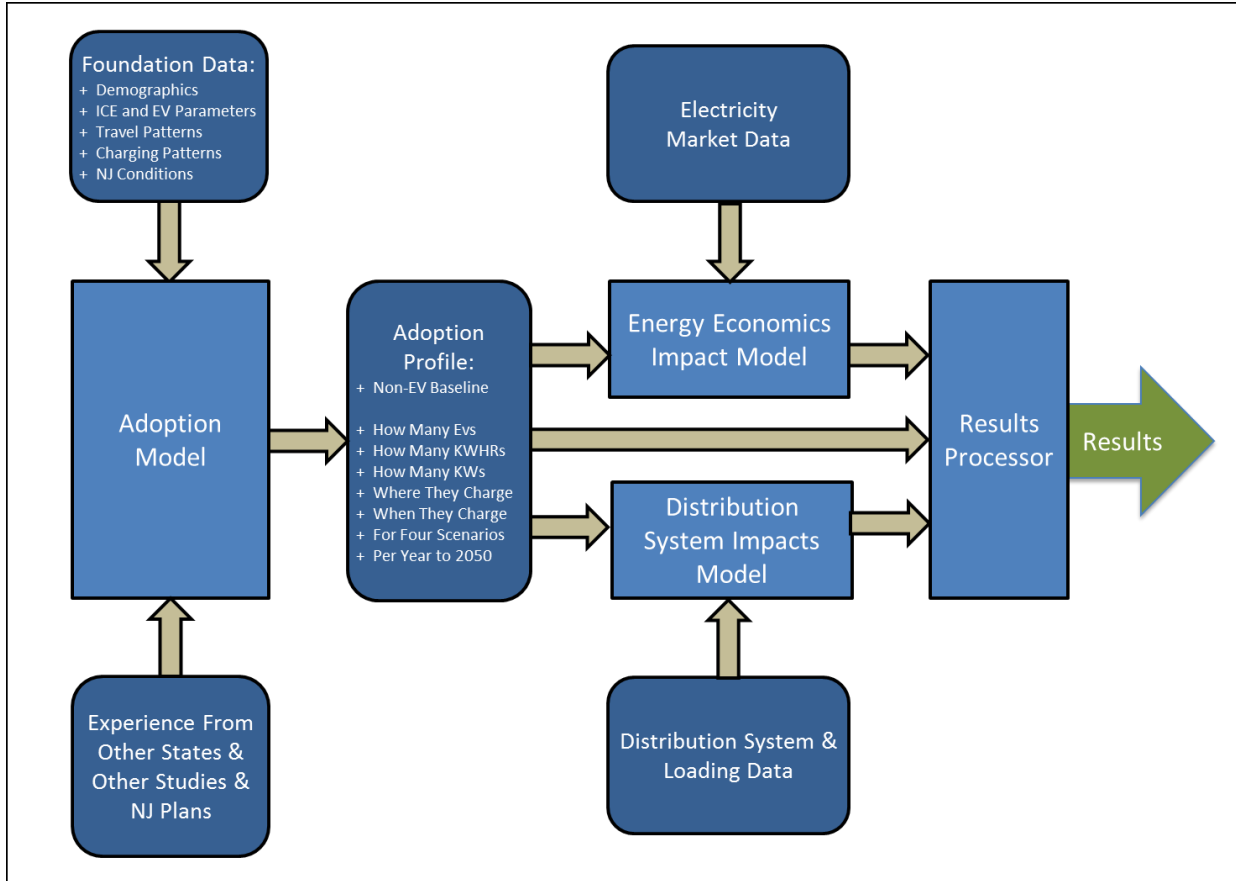 Foundation Data:
+ Demographics
+ ICE and EV Parameters
+ Travel Patterns
+ Charging Patterns
+ NJ Conditions
Electricity
Market Data
Adoption
Model
Adoption
Profile:
+ Non-EV Baseline
+ How Many Evs
+ How Many KWHRs
+ How Many KWs
+ Where They Charge
+ When They Charge
+ For Four Scenarios
+ Per Year to 2050
Energy Economics
Impact Model
Distribution
System Impacts
Model
Results
Processor
Results
Experience From
Other States &
Other Studies &
NJ Plans
Distribution System &
Loading Data